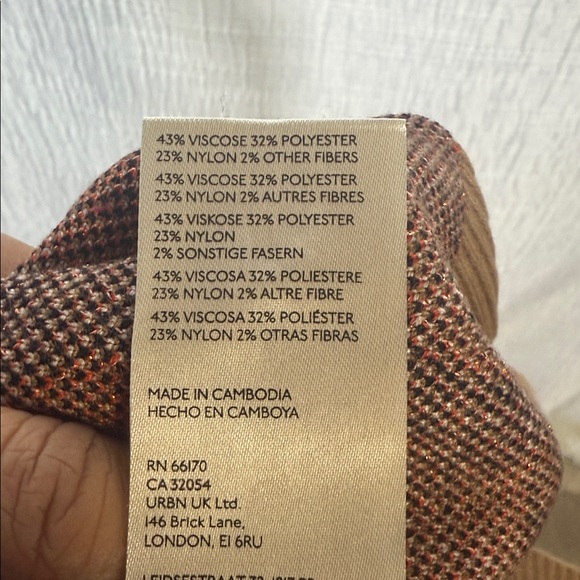 43% VISCOSE 32% POLYESTER
23% NYLON 2% OTHER FIBERS
43% VISCOSE 32% POLYESTER
23% NYLON 2% AUTRES FIBRES
43% VISKOSE 32% POLYESTER
23% NYLON
2% SONSTIGE FASERN
43% VISCOSA 32% POLIESTERE
23% NYLON 2% ALTRE FIBRE
43% VISCOSA 32% POLIÉSTER
23% NYLON 2% OTRAS FIBRAS
MADE IN CAMBODIA
HECHO EN CAMBOYA
RN 66170
CA 32054
URBN UK Ltd.
146 Brick Lane,
LONDON, E1 6RU
LEIDSESTRAAT